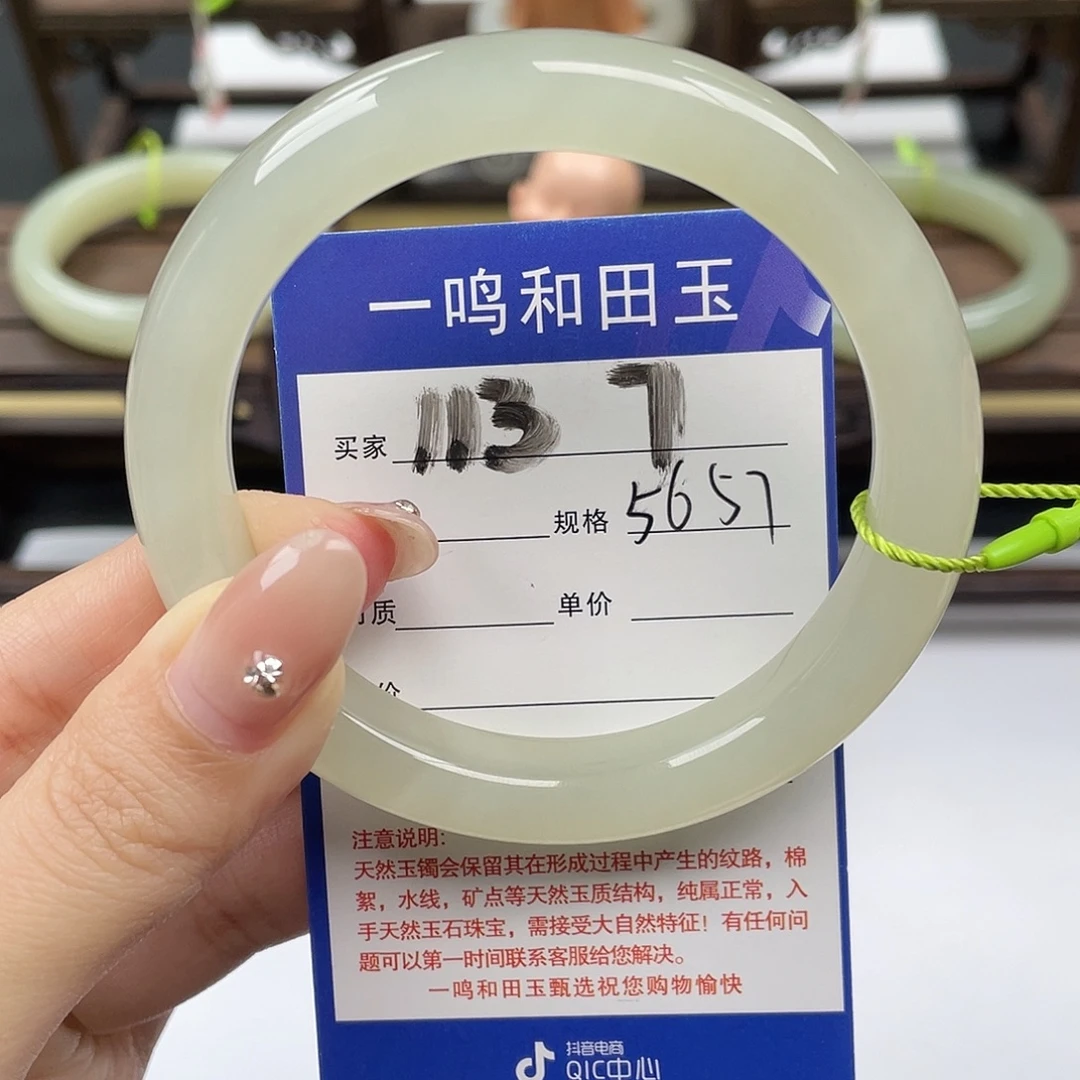 一鸣和田玉
买家 113 7
规格 5657
质 单价
价
注意说明:
天然玉镯会保留其在形成过程中产生的纹路，棉
絮，水线，矿点等天然玉质结构，纯属正常，入
手天然玉石珠宝，需接受大自然特征！有任何问
题可以第一时间联系客服给您解决。
一鸣和田玉甄选祝您购物愉快
抖音电商
QIC中心